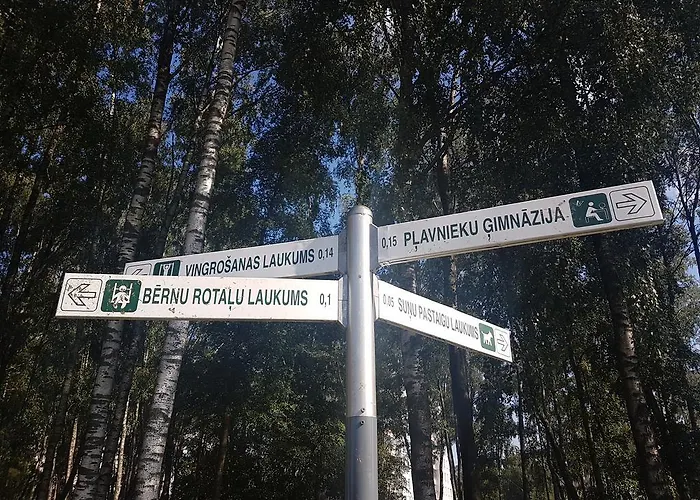 VINGROŠANAS LAUKUMS 0,14
0,15 PĻAVNIEKU ĢIMNĀZIJA
BĒRNU ROTAĻU LAUKUMS 0,1
0,05 SUŅU PASTAIGU LAUKUMS